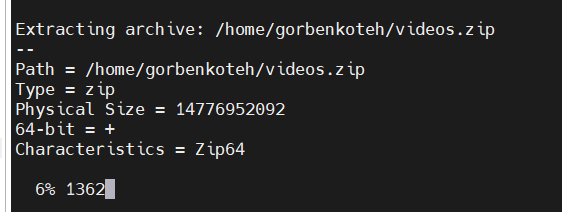 Extracting archive: /home/gorbenkoteh/videos.zip
--
Path = /home/gorbenkoteh/videos.zip
Type = zip
Physical Size = 14776952092
64-bit = +
Characteristics = Zip64
6% 1362